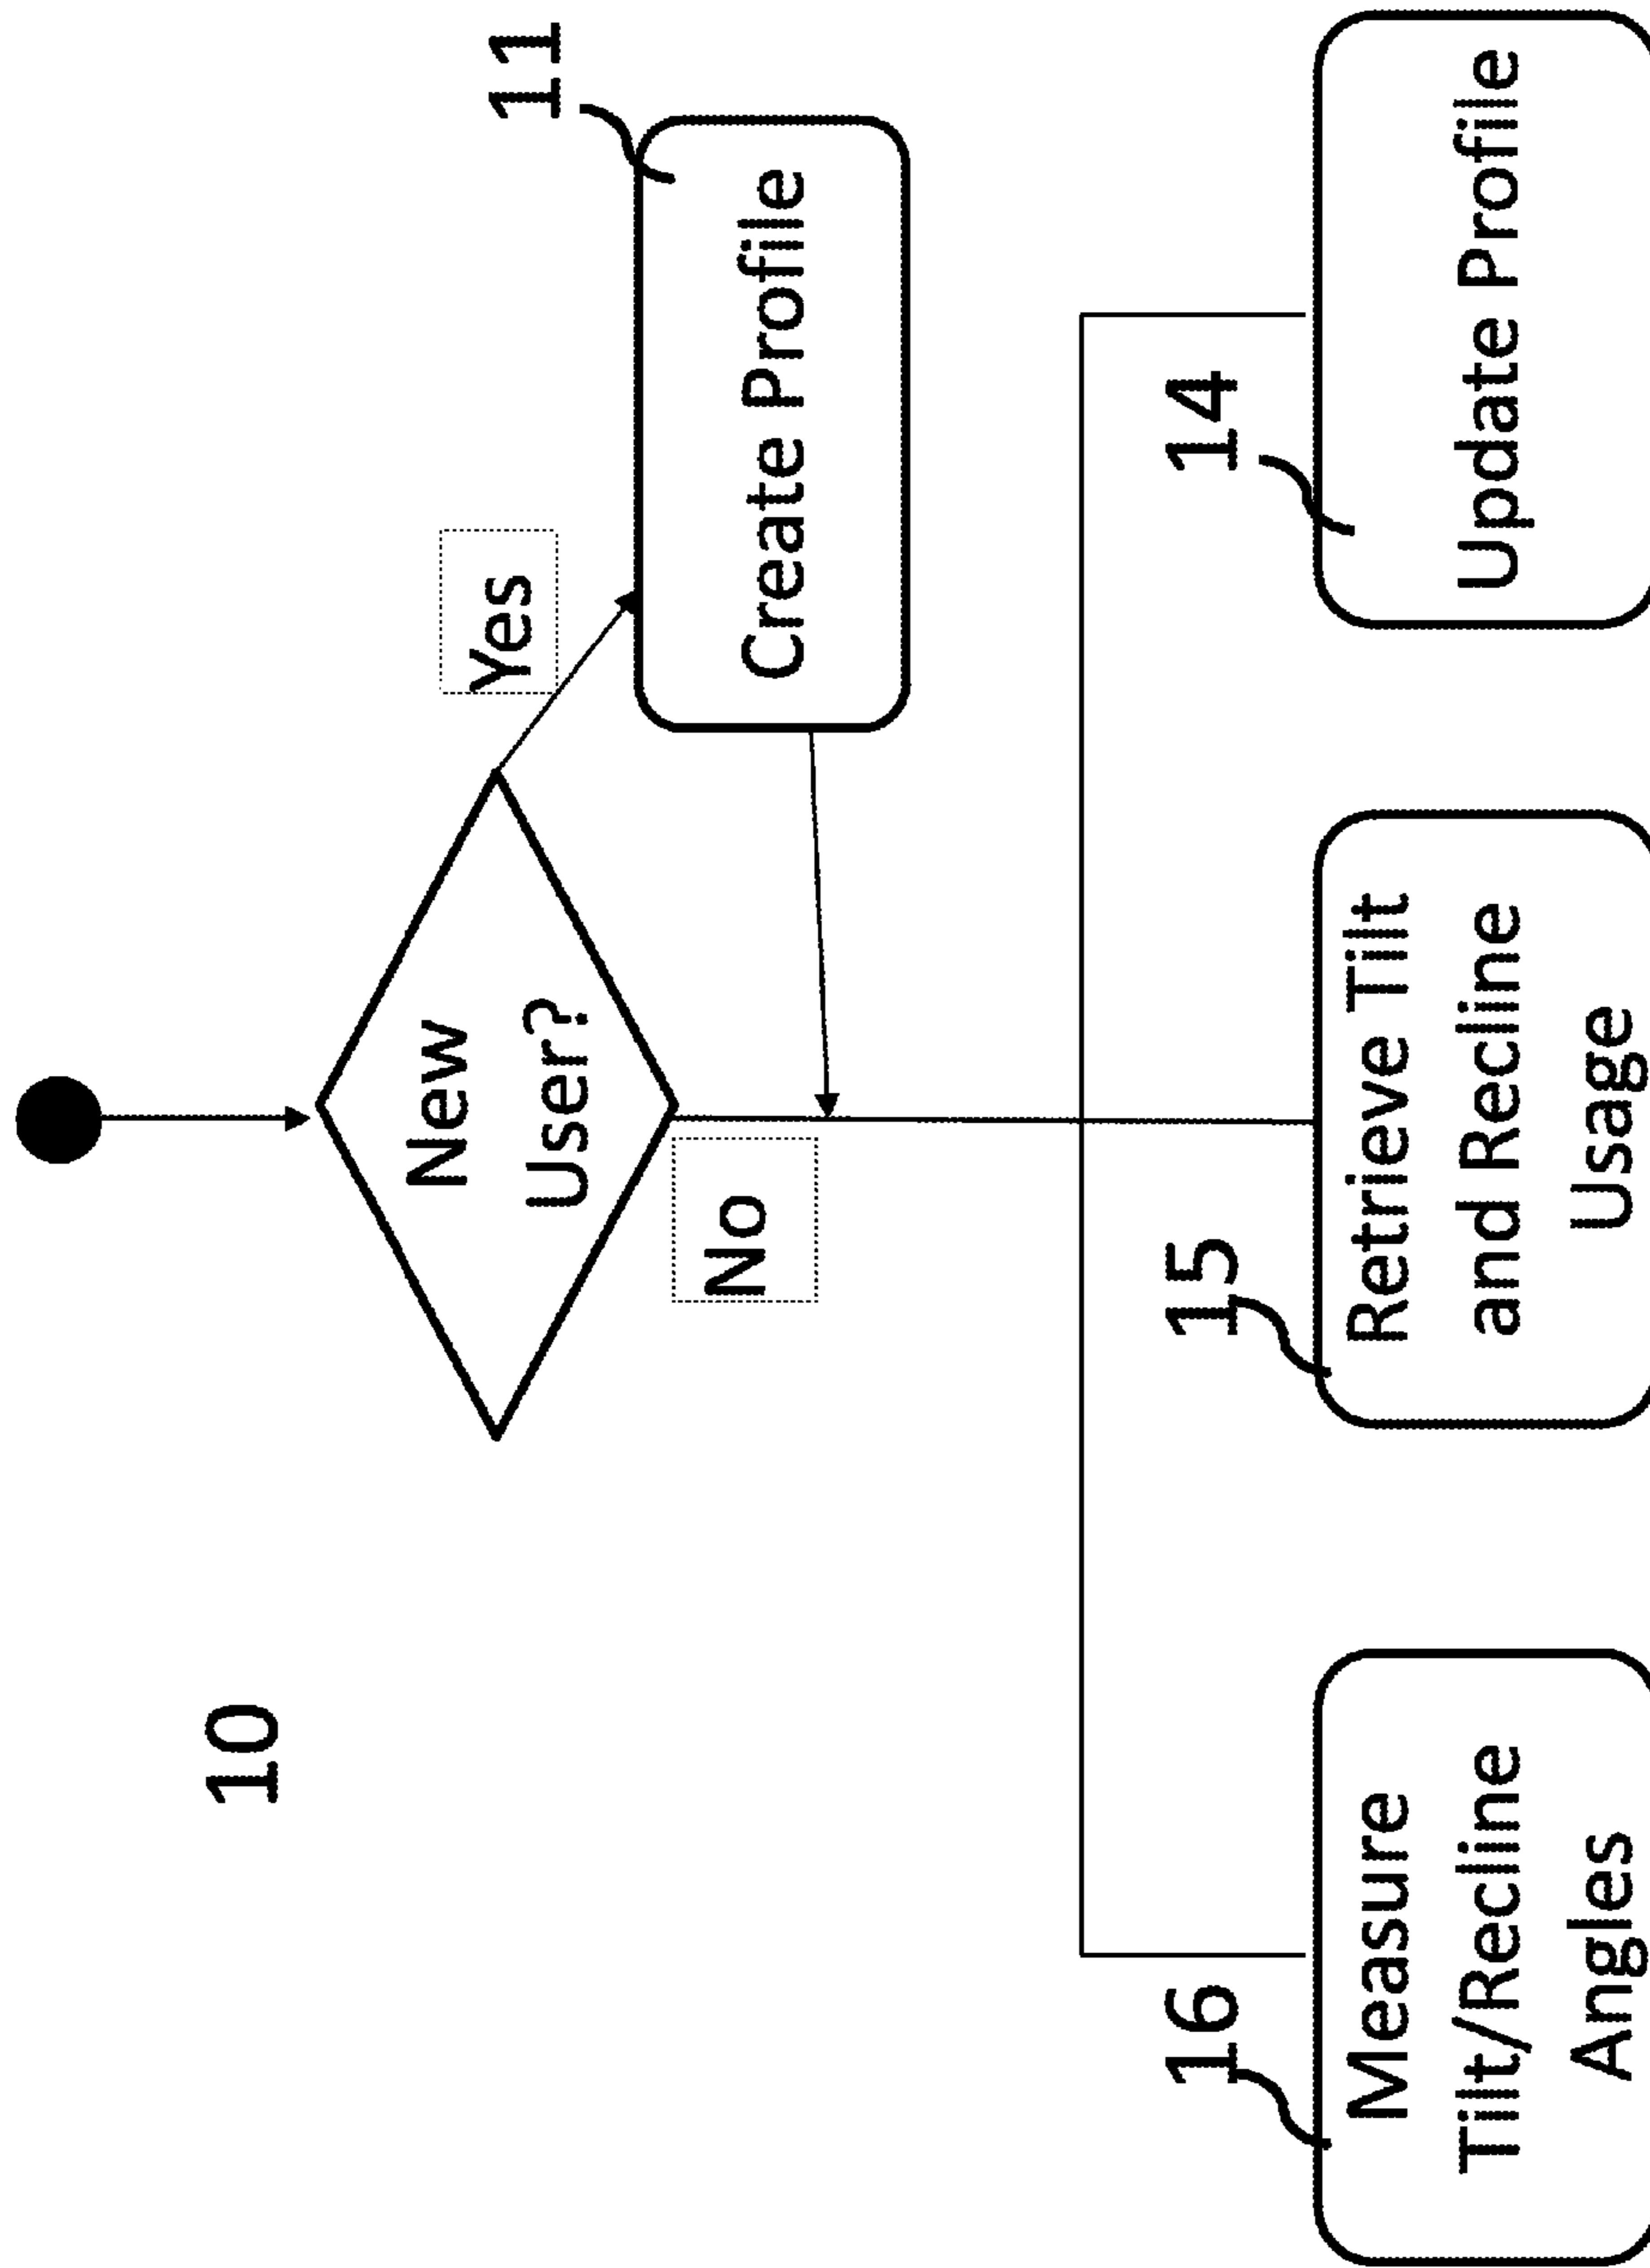 10
New
User?
Yes
No
11
Create Profile
16
Measure
Tilt/Recline
Angles
15
Retrieve Tilt
and Recline
Usage
14
Update Profile